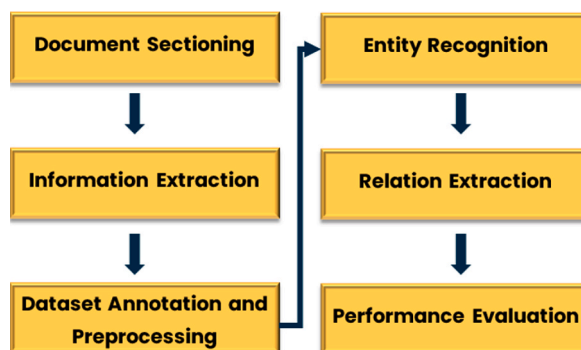 Document Sectioning
Information Extraction
Dataset Annotation and
Preprocessing
Entity Recognition
Relation Extraction
Performance Evaluation